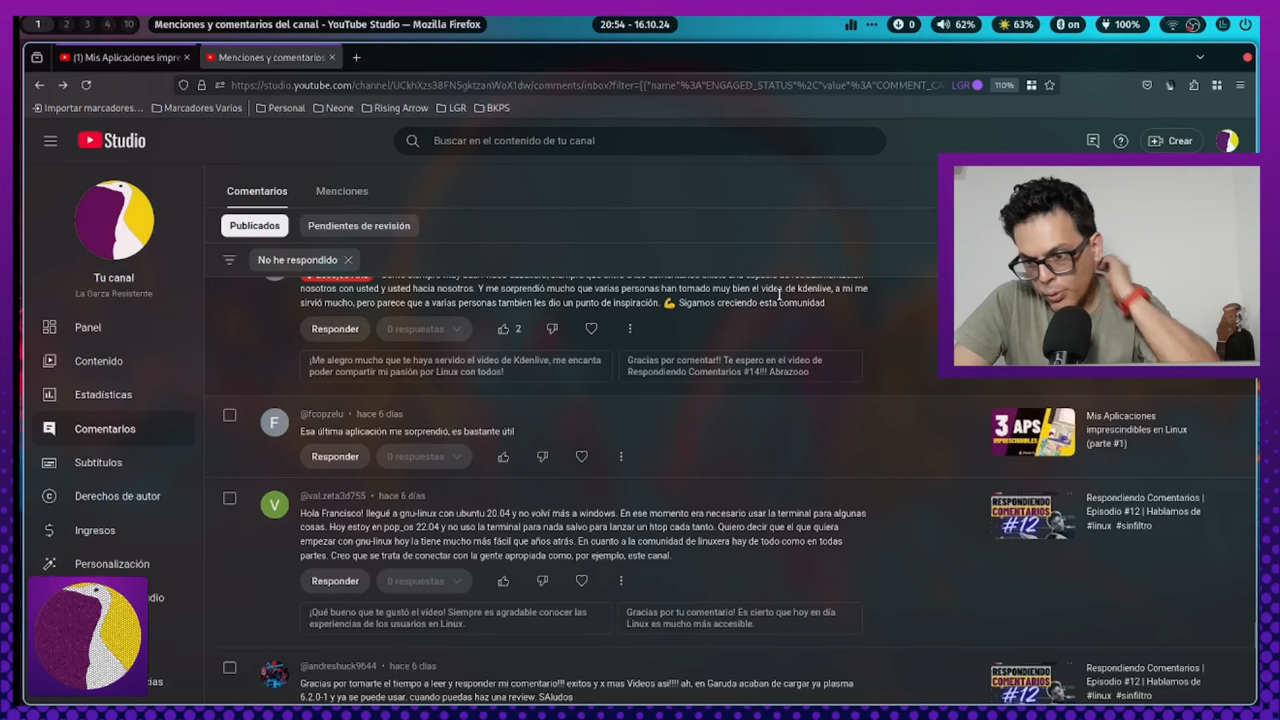 1 2 3 4 10 Menciones y comentarios del canal - YouTube Studio — Mozilla Firefox 20:54 - 16.10.24 0 62% 63% on 100%
(1) Mis Aplicaciones impre
Menciones y comentarios
https://studio.youtube.com/channel/UCkhXzs38FN5gktzanWoX1dw/comments/inbox?filter=[{"name"%3A"ENGAGED_STATUS"%2C"value"%3A"COMMENT_CA LGR 110%
Importar marcadores... Marcadores Varios Personal Neone Rising Arrow LGR BKPS
Studio
Buscar en el contenido de tu canal
Crear
Comentarios Menciones
Publicados Pendientes de revisión
No he respondido
Tu canal
La Garza Resistente
Panel
Contenido
Estadísticas
Comentarios
Subtítulos
Derechos de autor
Ingresos
Personalización
nosotros con usted y usted hacia nosotros. Y me sorprendió mucho que varias personas han tomado muy bien el video de kdenlive, a mi me
sirvió mucho, pero parece que a varias personas tambien les dio un punto de inspiración. 💪 Sigamos creciendo esta comunidad
Responder 0 respuestas 2
¡Me alegro mucho que te haya servido el video de Kdenlive, me encanta
poder compartir mi pasión por Linux con todos!
Gracias por comentar!! Te espero en el video de
Respondiendo Comentarios #14!!! Abrazooo
F
@fcopzelu • hace 6 días
Esa última aplicación me sorprendió, es bastante útil
Responder 0 respuestas
3 APS
IMPRESCINDIBLES
Mis Aplicaciones
imprescindibles en Linux
(parte #1)
V
@val.zeta3d755 • hace 6 días
Hola Francisco! llegué a gnu-linux con ubuntu 20.04 y no volví más a windows. En ese momento era necesario usar la terminal para algunas
cosas. Hoy estoy en pop_os 22.04 y no uso la terminal para nada salvo para lanzar un htop cada tanto. Quiero decir que el que quiera
empezar con gnu-linux hoy la tiene mucho más fácil que años atrás. En cuanto a la comunidad de linuxera hay de todo como en todas
partes. Creo que se trata de conectar con la gente apropiada como, por ejemplo, este canal.
Responder 0 respuestas
RESPONDIENDO
COMENTARIOS
#12
Respondiendo Comentarios |
Episodio #12 | Hablamos de
#linux #sinfiltro
¡Qué bueno que te gustó el video! Siempre es agradable conocer las
experiencias de los usuarios en Linux.
Gracias por tu comentario! Es cierto que hoy en día
Linux es mucho más accesible.
@andreshuck9644 • hace 6 días
por tomarte el tiempo a leer y responder mi comentario!!! exitos y x mas Videos asi!!!! ah, en Garuda acaban de cargar ya plasma
6.2.0-1 y ya se puede usar. cuando puedas haz una review. SAludos
RESPONDIENDO
COMENTARIOS
#12
Respondiendo Comentarios |
Episodio #12 | Hablamos de
#linux #sinfiltro